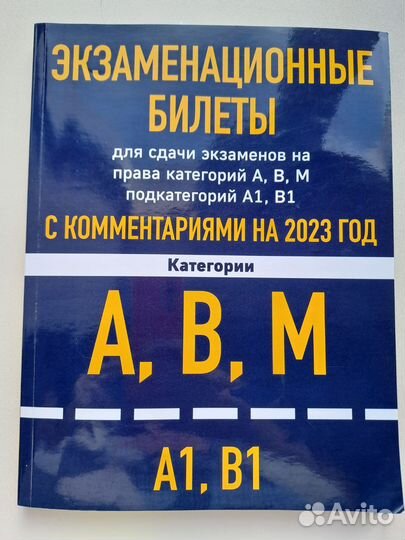 ЭКЗАМЕНАЦИОННЫЕ
БИЛЕТЫ
для сдачи экзаменов на
права категорий А, В, М
подкатегорий А1, В1
С КОММЕНТАРИЯМИ НА 2023 ГОД
Категории
А, В, М
А1, В1
Avito